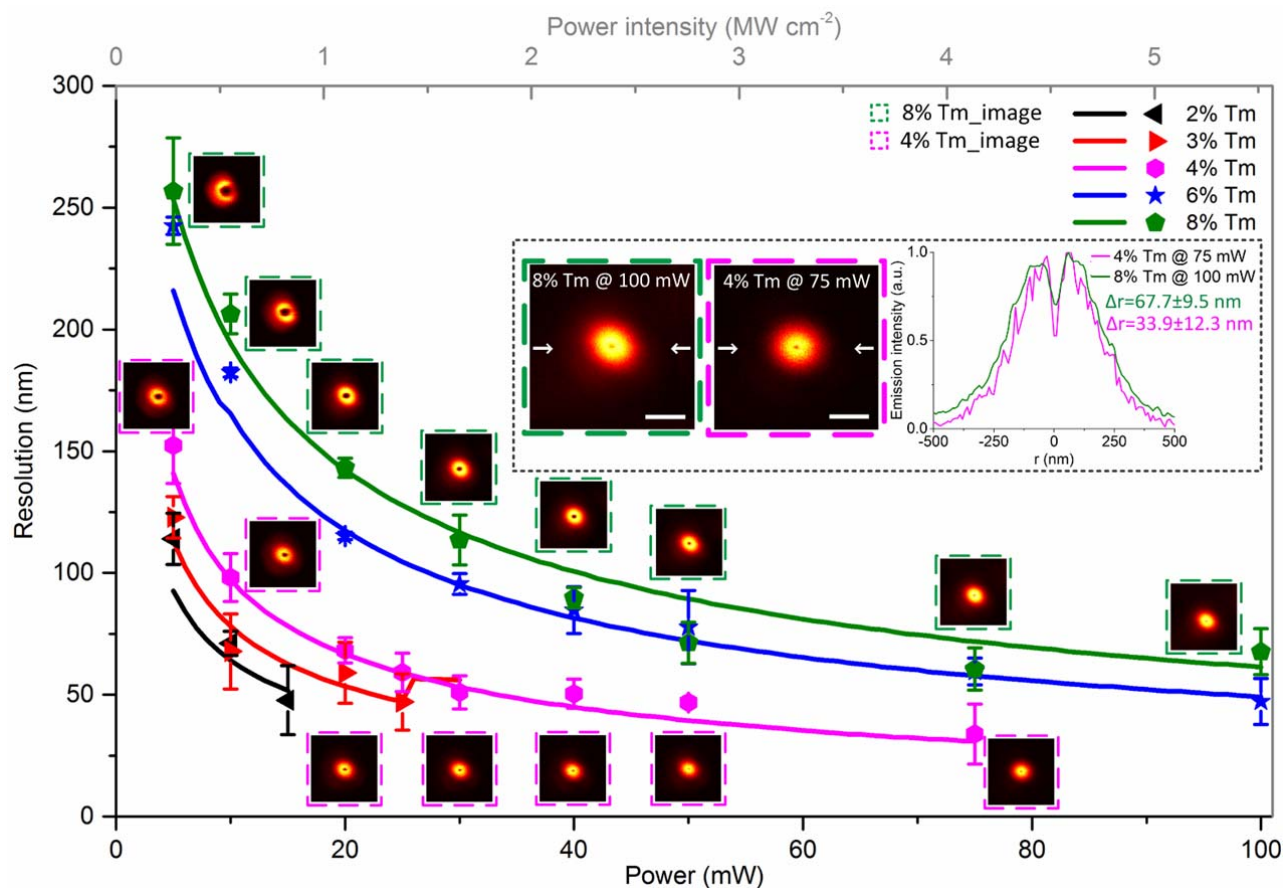 Power intensity (MW cm⁻²)
0 1 2 3 4 5
300
250
200
150
100
50
0
Resolution (nm)
8% Tm_image
4% Tm_image
2% Tm
3% Tm
4% Tm
6% Tm
8% Tm
8% Tm @ 100 mW
4% Tm @ 75 mW
Emission intensity (a.u.)
1.0
0.5
0
4% Tm @ 75 mW
8% Tm @ 100 mW
Δr=67.7±9.5 nm
Δr=33.9±12.3 nm
-500 -250 0 250 500
r (nm)
0 20 40 60 80 100
Power (mW)